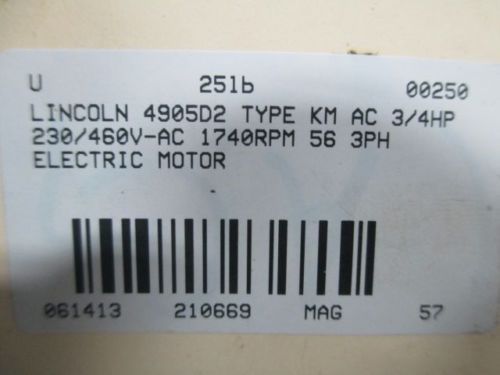 U 251b 00250
LINCOLN 4905D2 TYPE KM AC 3/4HP
230/460V-AC 1740RPM 56 3PH
ELECTRIC MOTOR
061413 210669 MAG 57